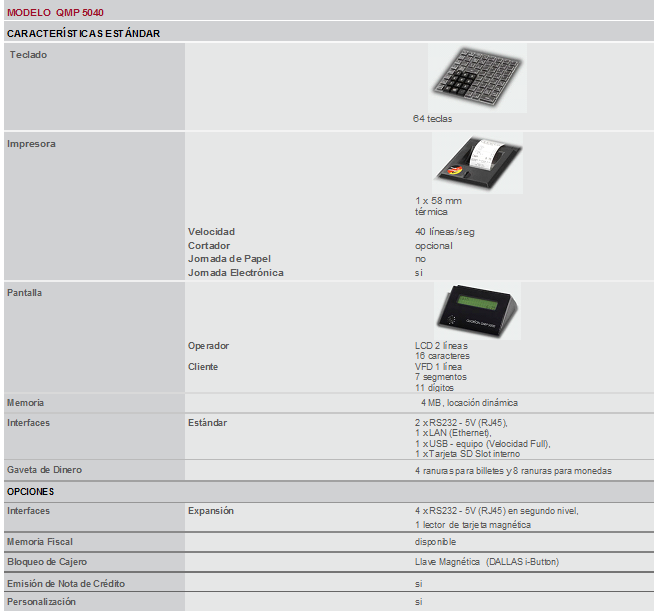 MODELO QMP 5040
CARACTERÍSTICAS ESTÁNDAR
Teclado
64 teclas
Impresora
1 x 58 mm
térmica
Velocidad 40 líneas/seg
Cortador opcional
Jornada de Papel no
Jornada Electrónica si
Pantalla
Operador LCD 2 líneas
16 caracteres
Cliente VFD 1 línea
7 segmentos
11 dígitos
Memoria 4 MB, locación dinámica
Interfaces Estándar 2 x RS232 - 5V (RJ45),
1 x LAN (Ethernet),
1 x USB - equipo (Velocidad Full),
1 x Tarjeta SD Slot interno
Gaveta de Dinero 4 ranuras para billetes y 8 ranuras para monedas
OPCIONES
Interfaces Expansión 4 x RS232 - 5V (RJ45) en segundo nivel,
1 lector de tarjeta magnética
Memoria Fiscal disponible
Bloqueo de Cajero Llave Magnética (DALLAS i-Button)
Emisión de Nota de Crédito si
Personalización si